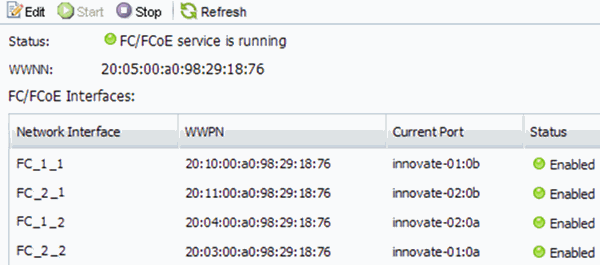 Edit Start Stop Refresh
Status: FC/FCoE service is running
WWNN: 20:05:00:a0:98:29:18:76
FC/FCoE Interfaces:
Network Interface WWPN Current Port Status
FC_1_1 20:10:00:a0:98:29:18:76 innovate-01:0b Enabled
FC_2_1 20:11:00:a0:98:29:18:76 innovate-02:0b Enabled
FC_1_2 20:04:00:a0:98:29:18:76 innovate-02:0a Enabled
FC_2_2 20:03:00:a0:98:29:18:76 innovate-01:0a Enabled